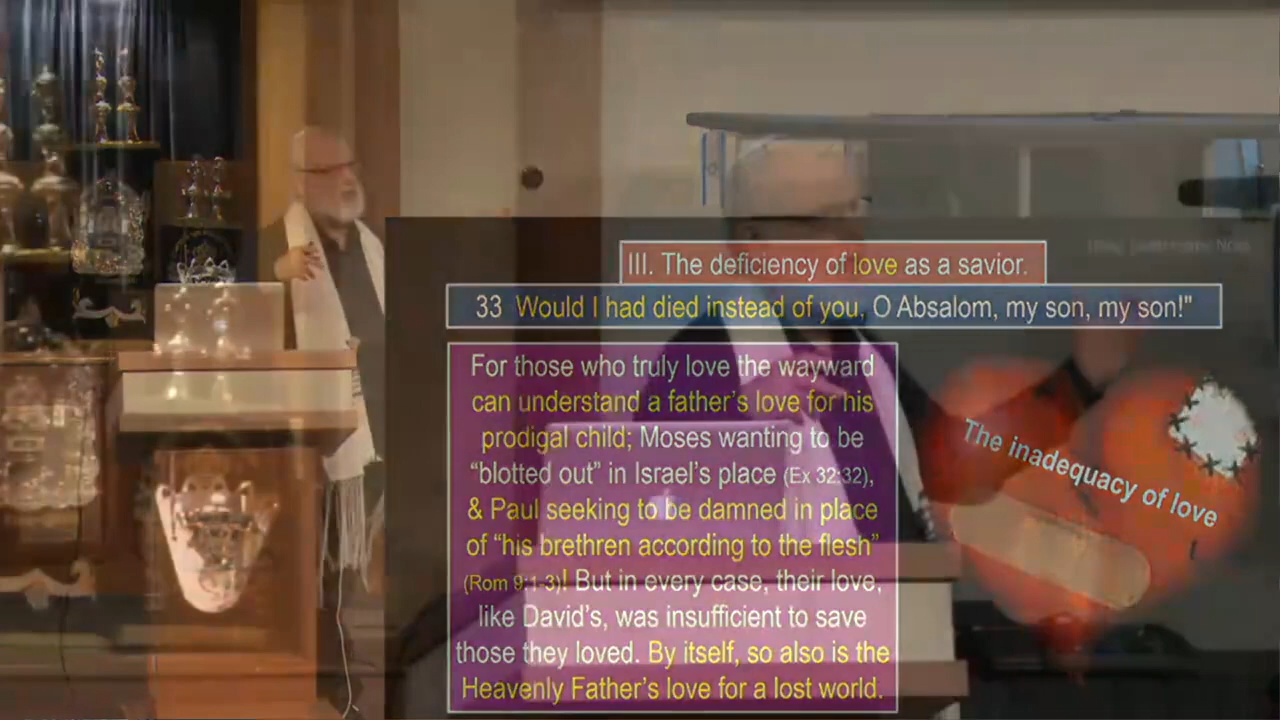 III. The deficiency of love as a savior.
33 Would I had died instead of you, O Absalom, my son, my son!"
For those who truly love the wayward
can understand a father's love for his
prodigal child; Moses wanting to be
"blotted out" in Israel's place (Ex 32:32),
& Paul seeking to be damned in place
of "his brethren according to the flesh"
(Rom 9:1-3)! But in every case, their love,
like David's, was insufficient to save
those they loved. By itself, so also is the
Heavenly Father's love for a lost world.
The inadequacy of love